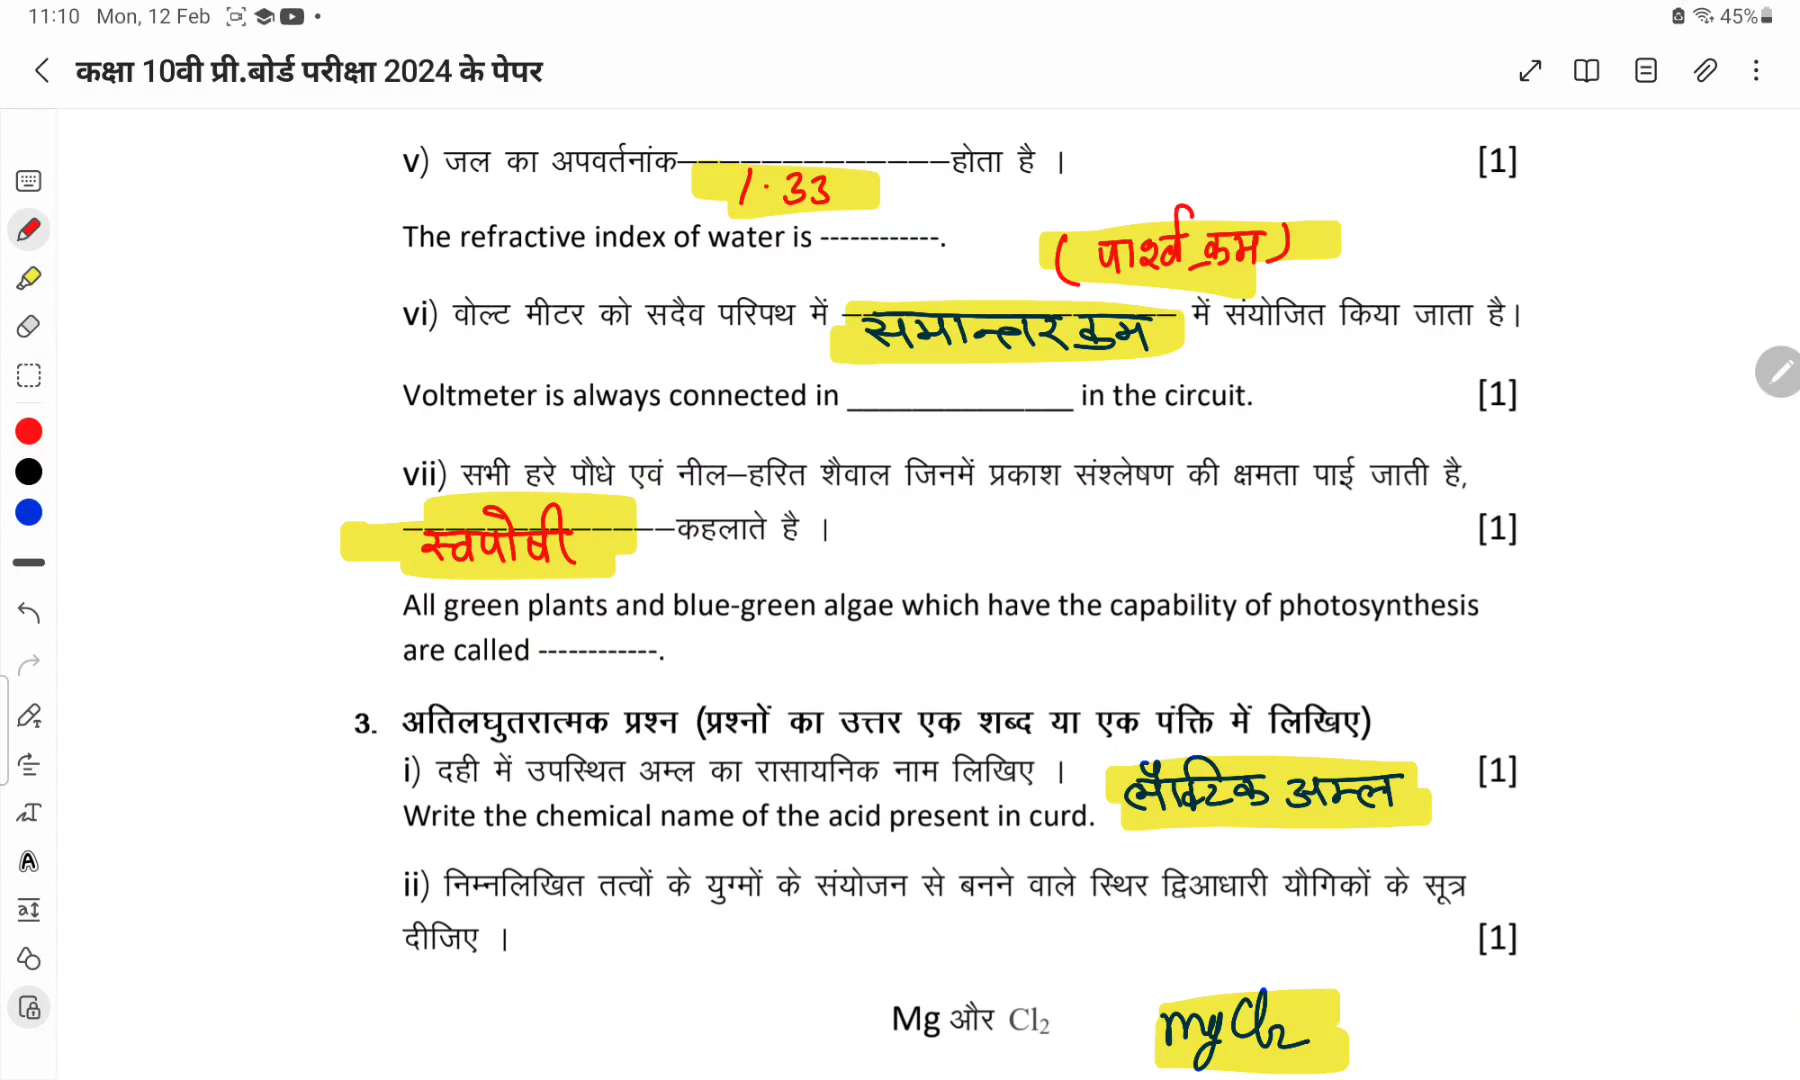 11:10 Mon, 12 Feb 45%
कक्षा 10वी प्री.बोर्ड परीक्षा 2024 के पेपर
v) जल का अपवर्तनांक————————————होता है । [1]
1.33
The refractive index of water is ------------.
(पार्श्व क्रम)
vi) वोल्ट मीटर को सदैव परिपथ में ———————————— में संयोजित किया जाता है।
समान्तर क्रम
Voltmeter is always connected in _______________ in the circuit. [1]
vii) सभी हरे पौधे एवं नील–हरित शैवाल जिनमें प्रकाश संश्लेषण की क्षमता पाई जाती है,
————————————कहलाते है । [1]
स्वपोषी
All green plants and blue-green algae which have the capability of photosynthesis
are called ------------.
3. अतिलघुतरात्मक प्रश्न (प्रश्नों का उत्तर एक शब्द या एक पंक्ति में लिखिए)
i) दही में उपस्थित अम्ल का रासायनिक नाम लिखिए । [1]
लैक्टिक अम्ल
Write the chemical name of the acid present in curd.
ii) निम्नलिखित तत्वों के युग्मों के संयोजन से बनने वाले स्थिर द्विआधारी यौगिकों के सूत्र
दीजिए । [1]
Mg और Cl₂ mgCl₂